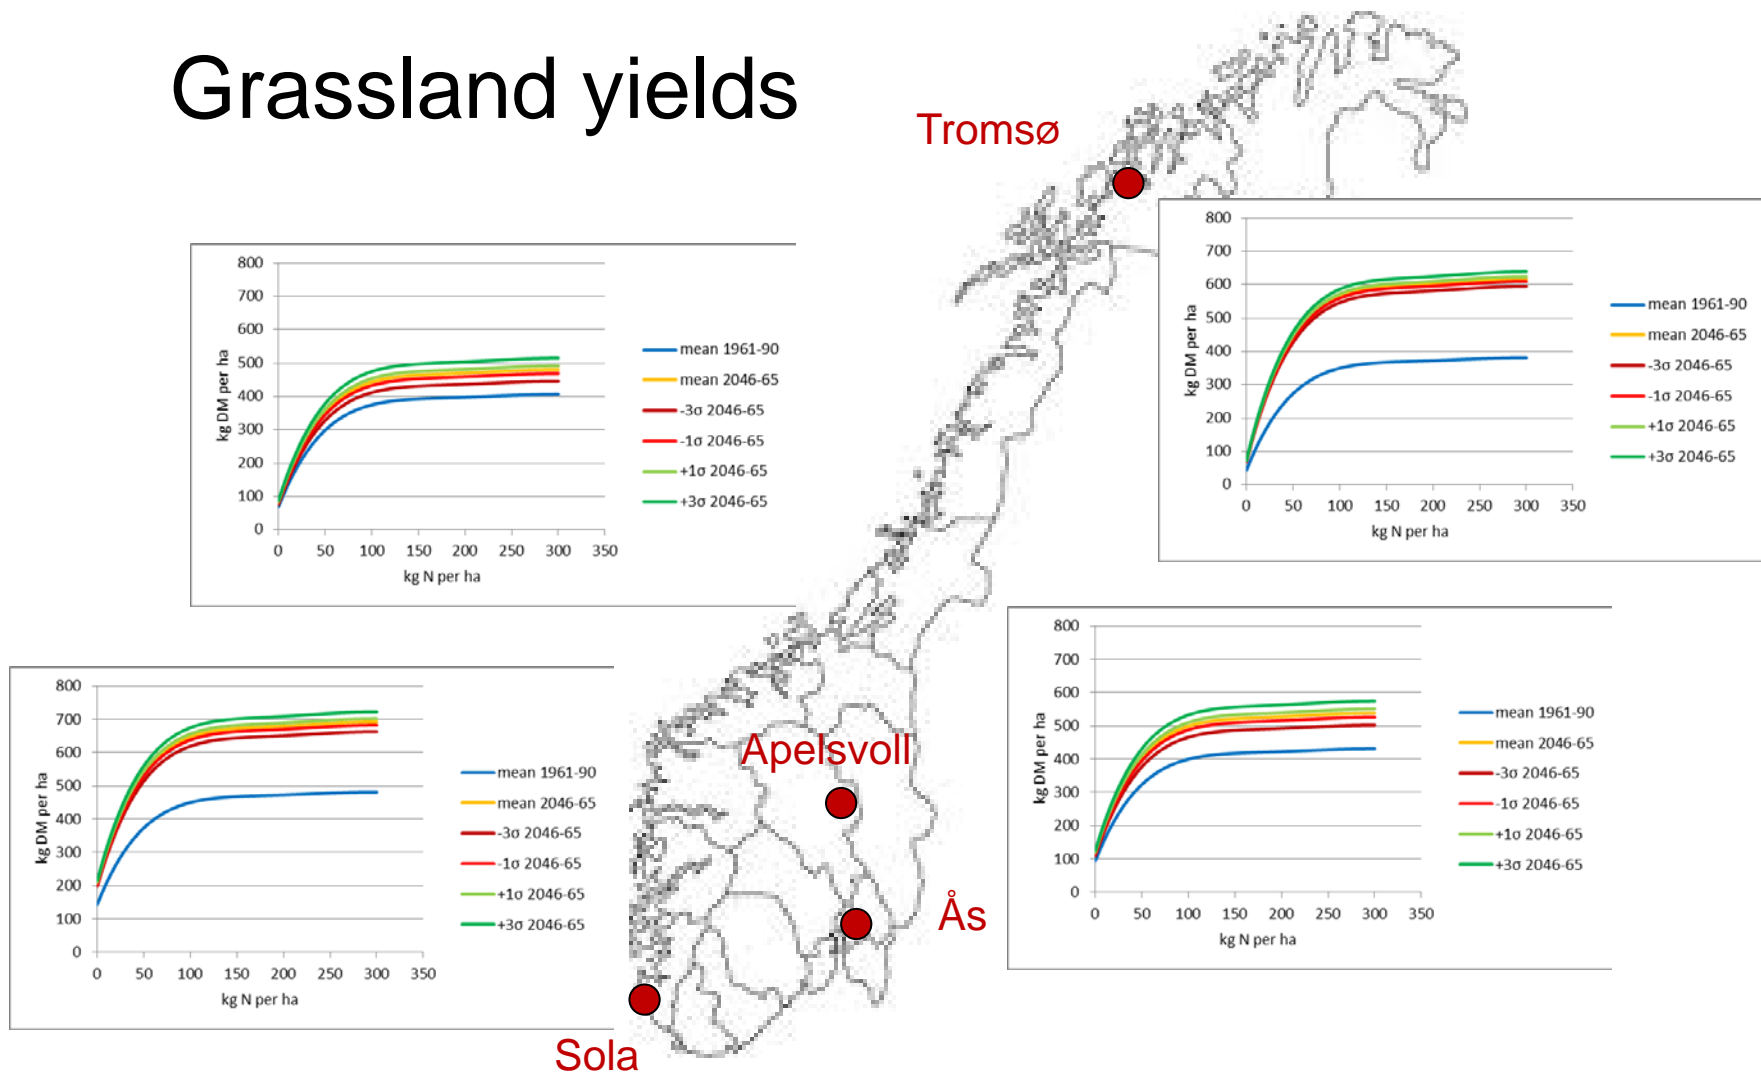 Grassland yields
Tromsø
800
700
600
500
400
300
200
100
0
0 50 100 150 200 250 300 350
kg DM per ha
kg N per ha
mean 1961-90
mean 2046-65
-3σ 2046-65
-1σ 2046-65
+1σ 2046-65
+3σ 2046-65
800
700
600
500
400
300
200
100
0
0 50 100 150 200 250 300 350
kg DM per ha
kg N per ha
mean 1961-90
mean 2046-65
-3σ 2046-65
-1σ 2046-65
+1σ 2046-65
+3σ 2046-65
800
700
600
500
400
300
200
100
0
0 50 100 150 200 250 300 350
kg DM per ha
kg N per ha
mean 1961-90
mean 2046-65
-3σ 2046-65
-1σ 2046-65
+1σ 2046-65
+3σ 2046-65
Apelsvoll
Ås
Sola
800
700
600
500
400
300
200
100
0
0 50 100 150 200 250 300 350
kg DM per ha
kg N per ha
mean 1961-90
mean 2046-65
-3σ 2046-65
-1σ 2046-65
+1σ 2046-65
+3σ 2046-65